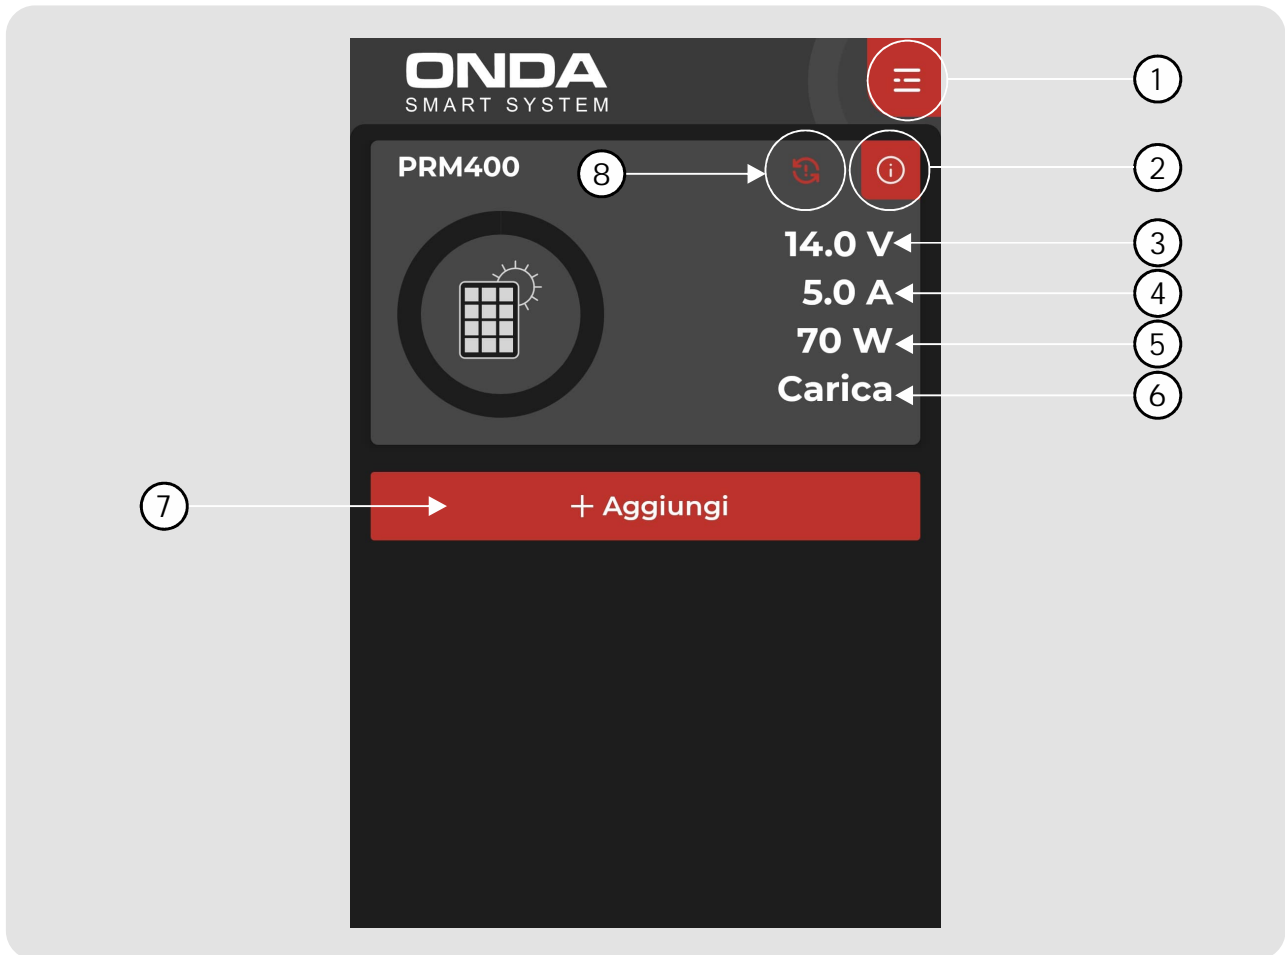 ONDA
SMART SYSTEM
1
PRM400
8
2
14.0 V
3
5.0 A
4
70 W
5
Carica
6
7
+ Aggiungi